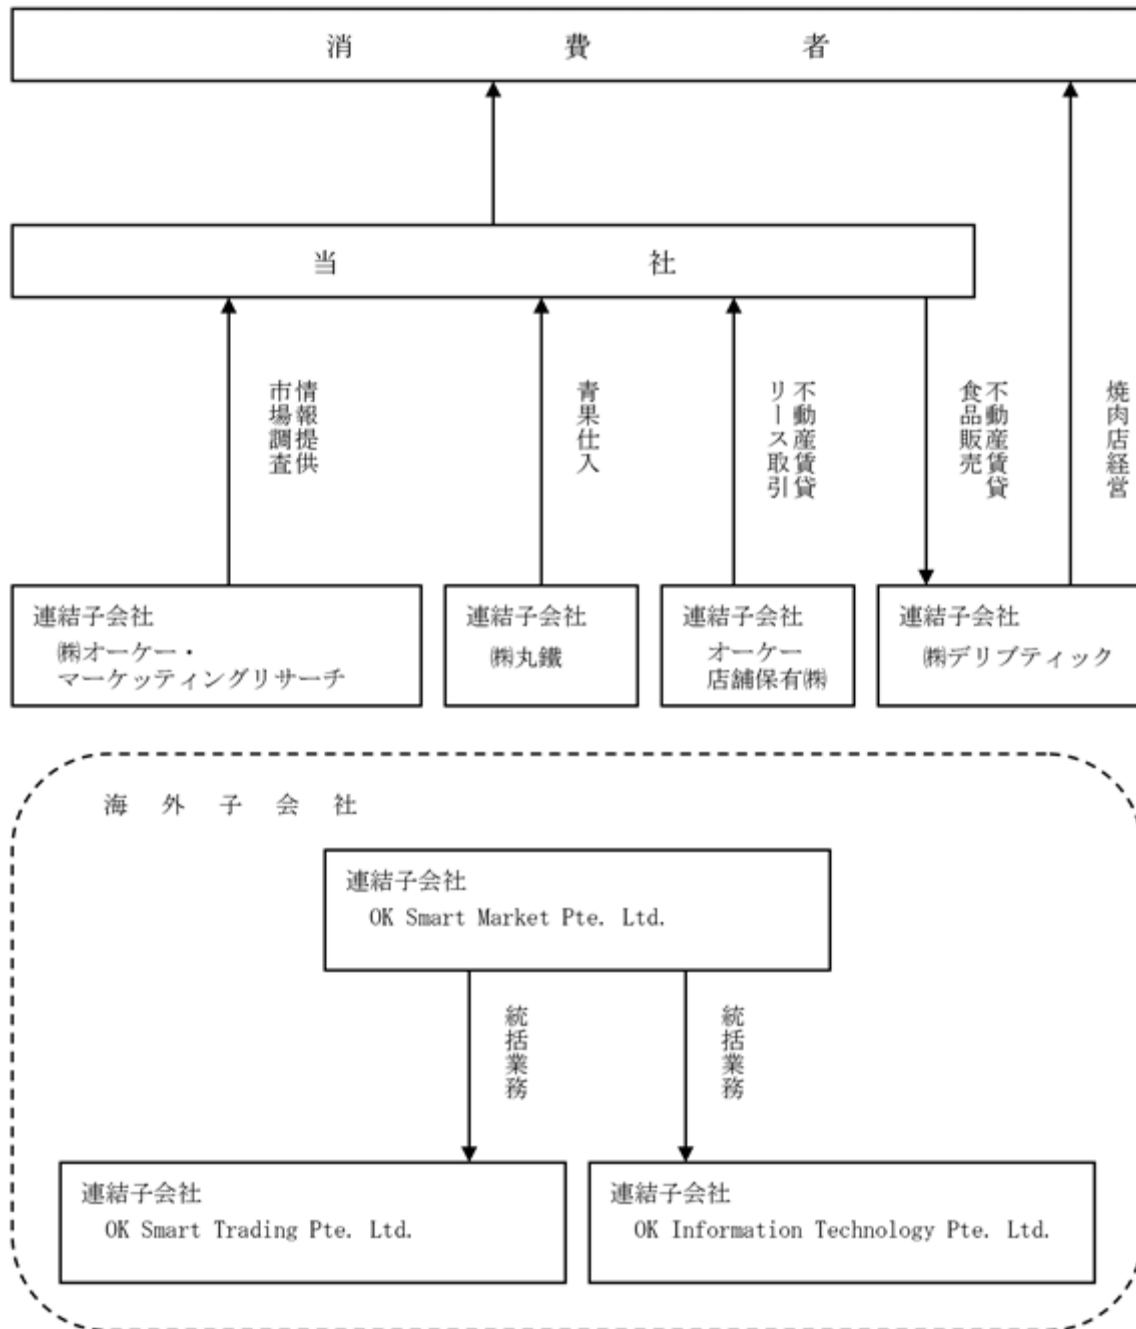 消費者
当社
情報提供
市場調査
青果仕入
不動産賃貸
リース取引
不動産賃貸
食品販売
焼肉店経営
連結子会社
㈱オーケー・
マーケッティングリサーチ
連結子会社
㈱丸鐵
連結子会社
オーケー
店舗保有㈱
連結子会社
㈱デリブティック
海外子会社
連結子会社
OK Smart Market Pte. Ltd.
統括業務
統括業務
連結子会社
OK Smart Trading Pte. Ltd.
連結子会社
OK Information Technology Pte. Ltd.